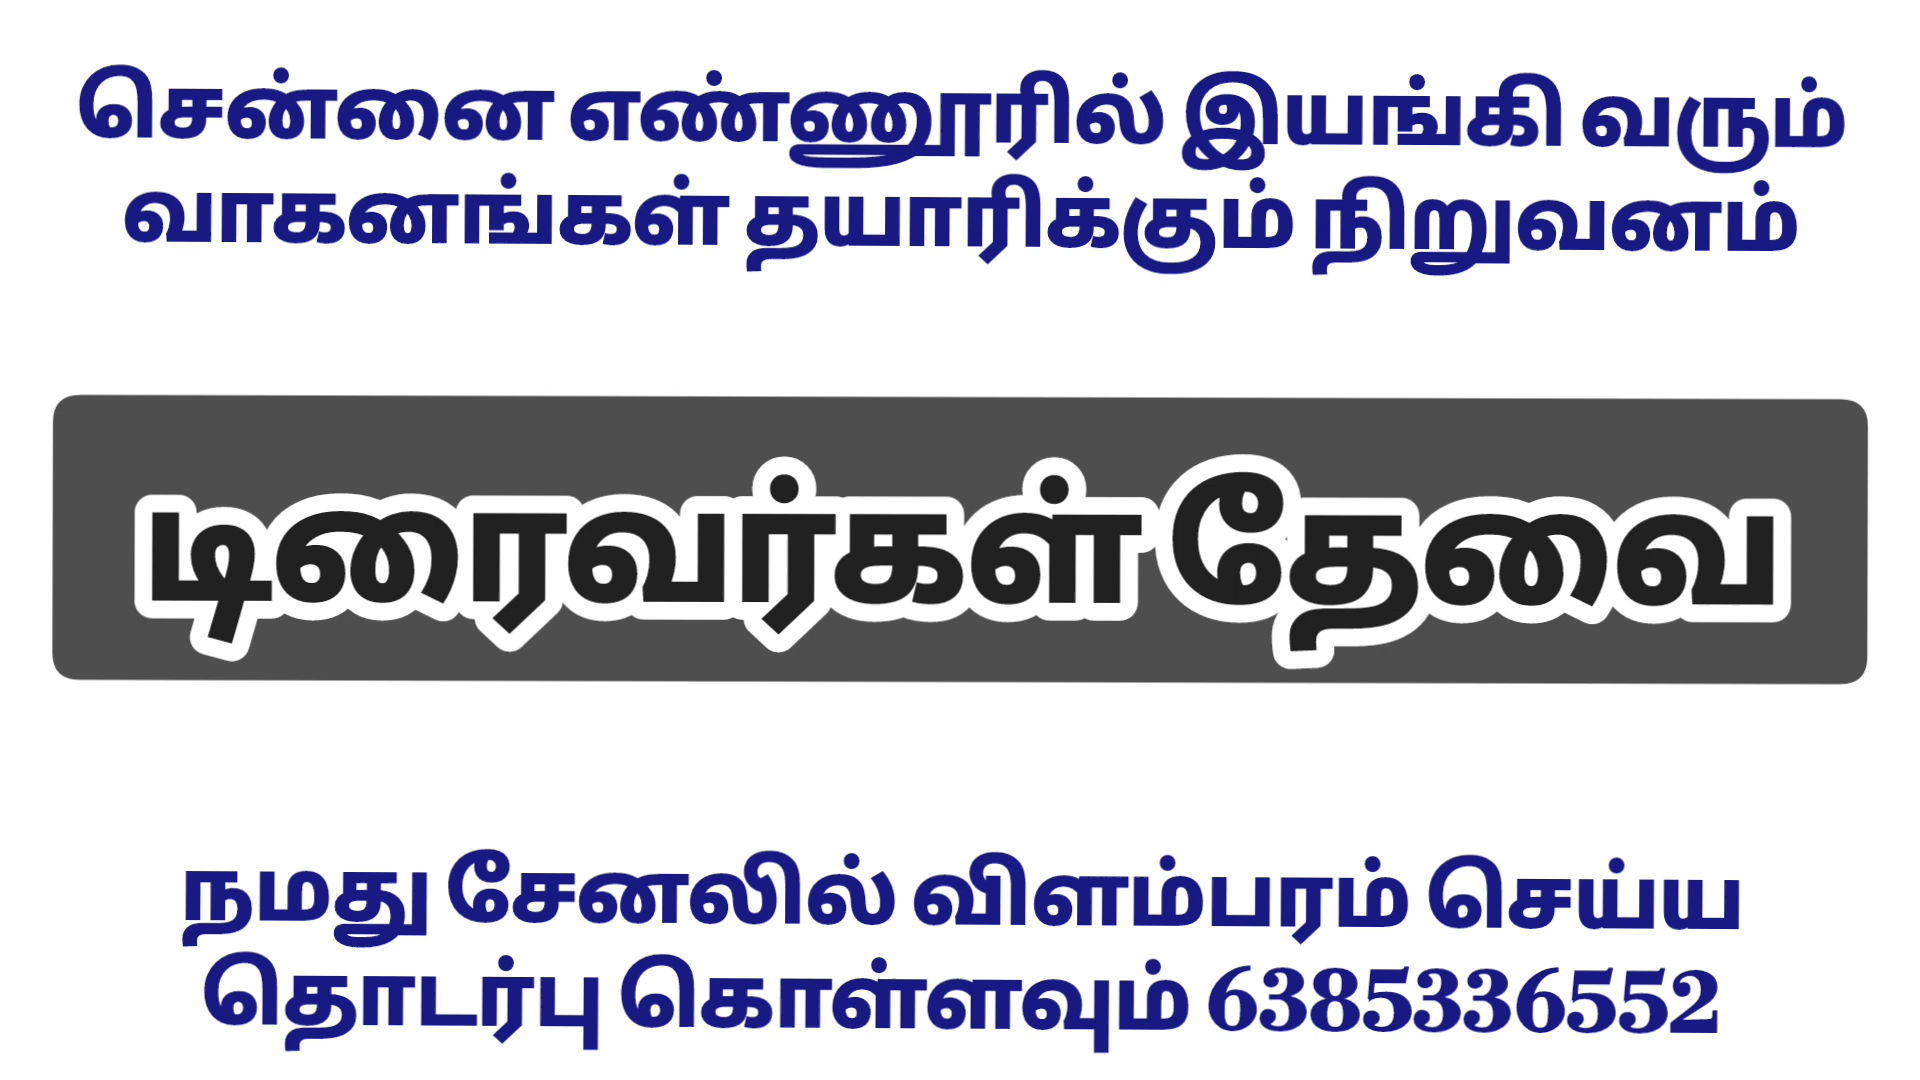 சென்னை எண்ணூரில் இயங்கி வரும்
வாகனங்கள் தயாரிக்கும் நிறுவனம்
டிரைவர்கள் தேவை
நமது சேனலில் விளம்பரம் செய்ய
தொடர்பு கொள்ளவும் 6385336552